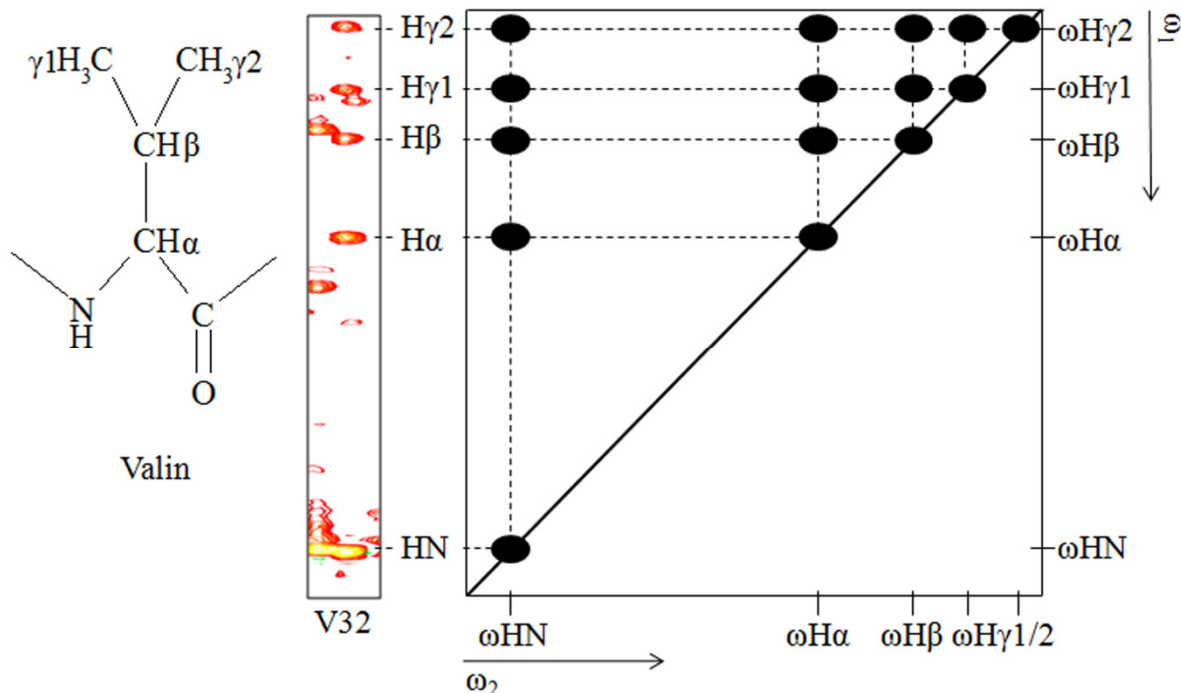 γ1H₃C
CH₃γ2
CHβ
CHα
N
H
C
O
Valin
V32
Hγ2
Hγ1
Hβ
Hα
HN
ωHγ2
ωHγ1
ωHβ
ωHα
ωHN
ω₁
ωHN
ωHα
ωHβ
ωHγ1/2
ω₂